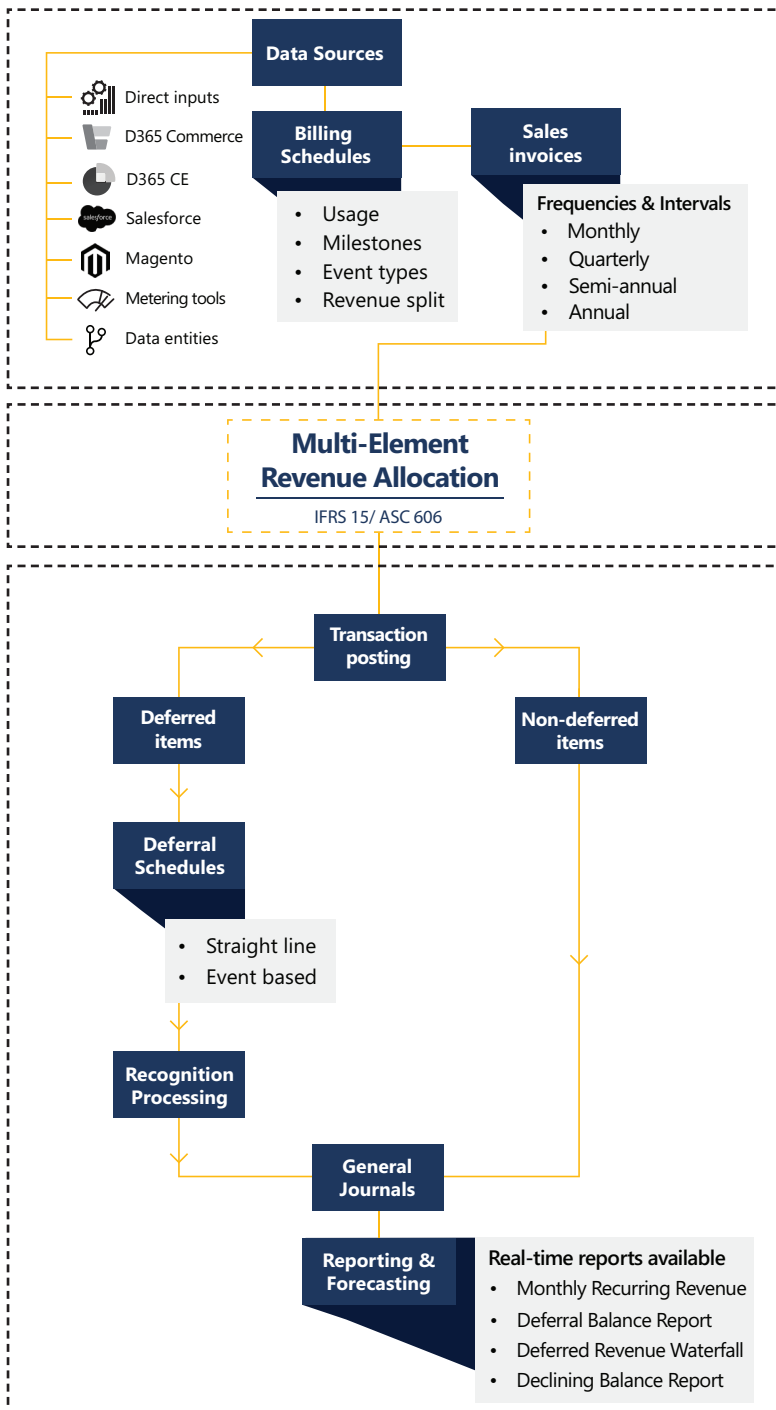 Data Sources
Direct inputs
D365 Commerce
D365 CE
salesforce
Salesforce
Magento
Metering tools
Data entities
Billing
Schedules
• Usage
• Milestones
• Event types
• Revenue split
Sales
invoices
Frequencies & Intervals
• Monthly
• Quarterly
• Semi-annual
• Annual
Multi-Element
Revenue Allocation
IFRS 15/ ASC 606
Transaction
posting
Deferred
items
Non-deferred
items
Deferral
Schedules
• Straight line
• Event based
Recognition
Processing
General
Journals
Reporting &
Forecasting
Real-time reports available
• Monthly Recurring Revenue
• Deferral Balance Report
• Deferred Revenue Waterfall
• Declining Balance Report